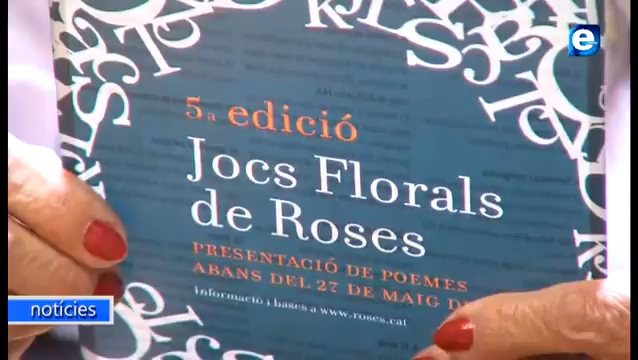 e
5a edició
Jocs Florals
de Roses
PRESENTACIÓ DE POEMES
ABANS DEL 27 DE MAIG
Informació i bases a www.roses.cat
notícies